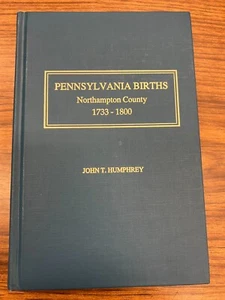 PENNSYLVANIA BIRTHS
Northampton County
1733 - 1800
JOHN T. HUMPHREY